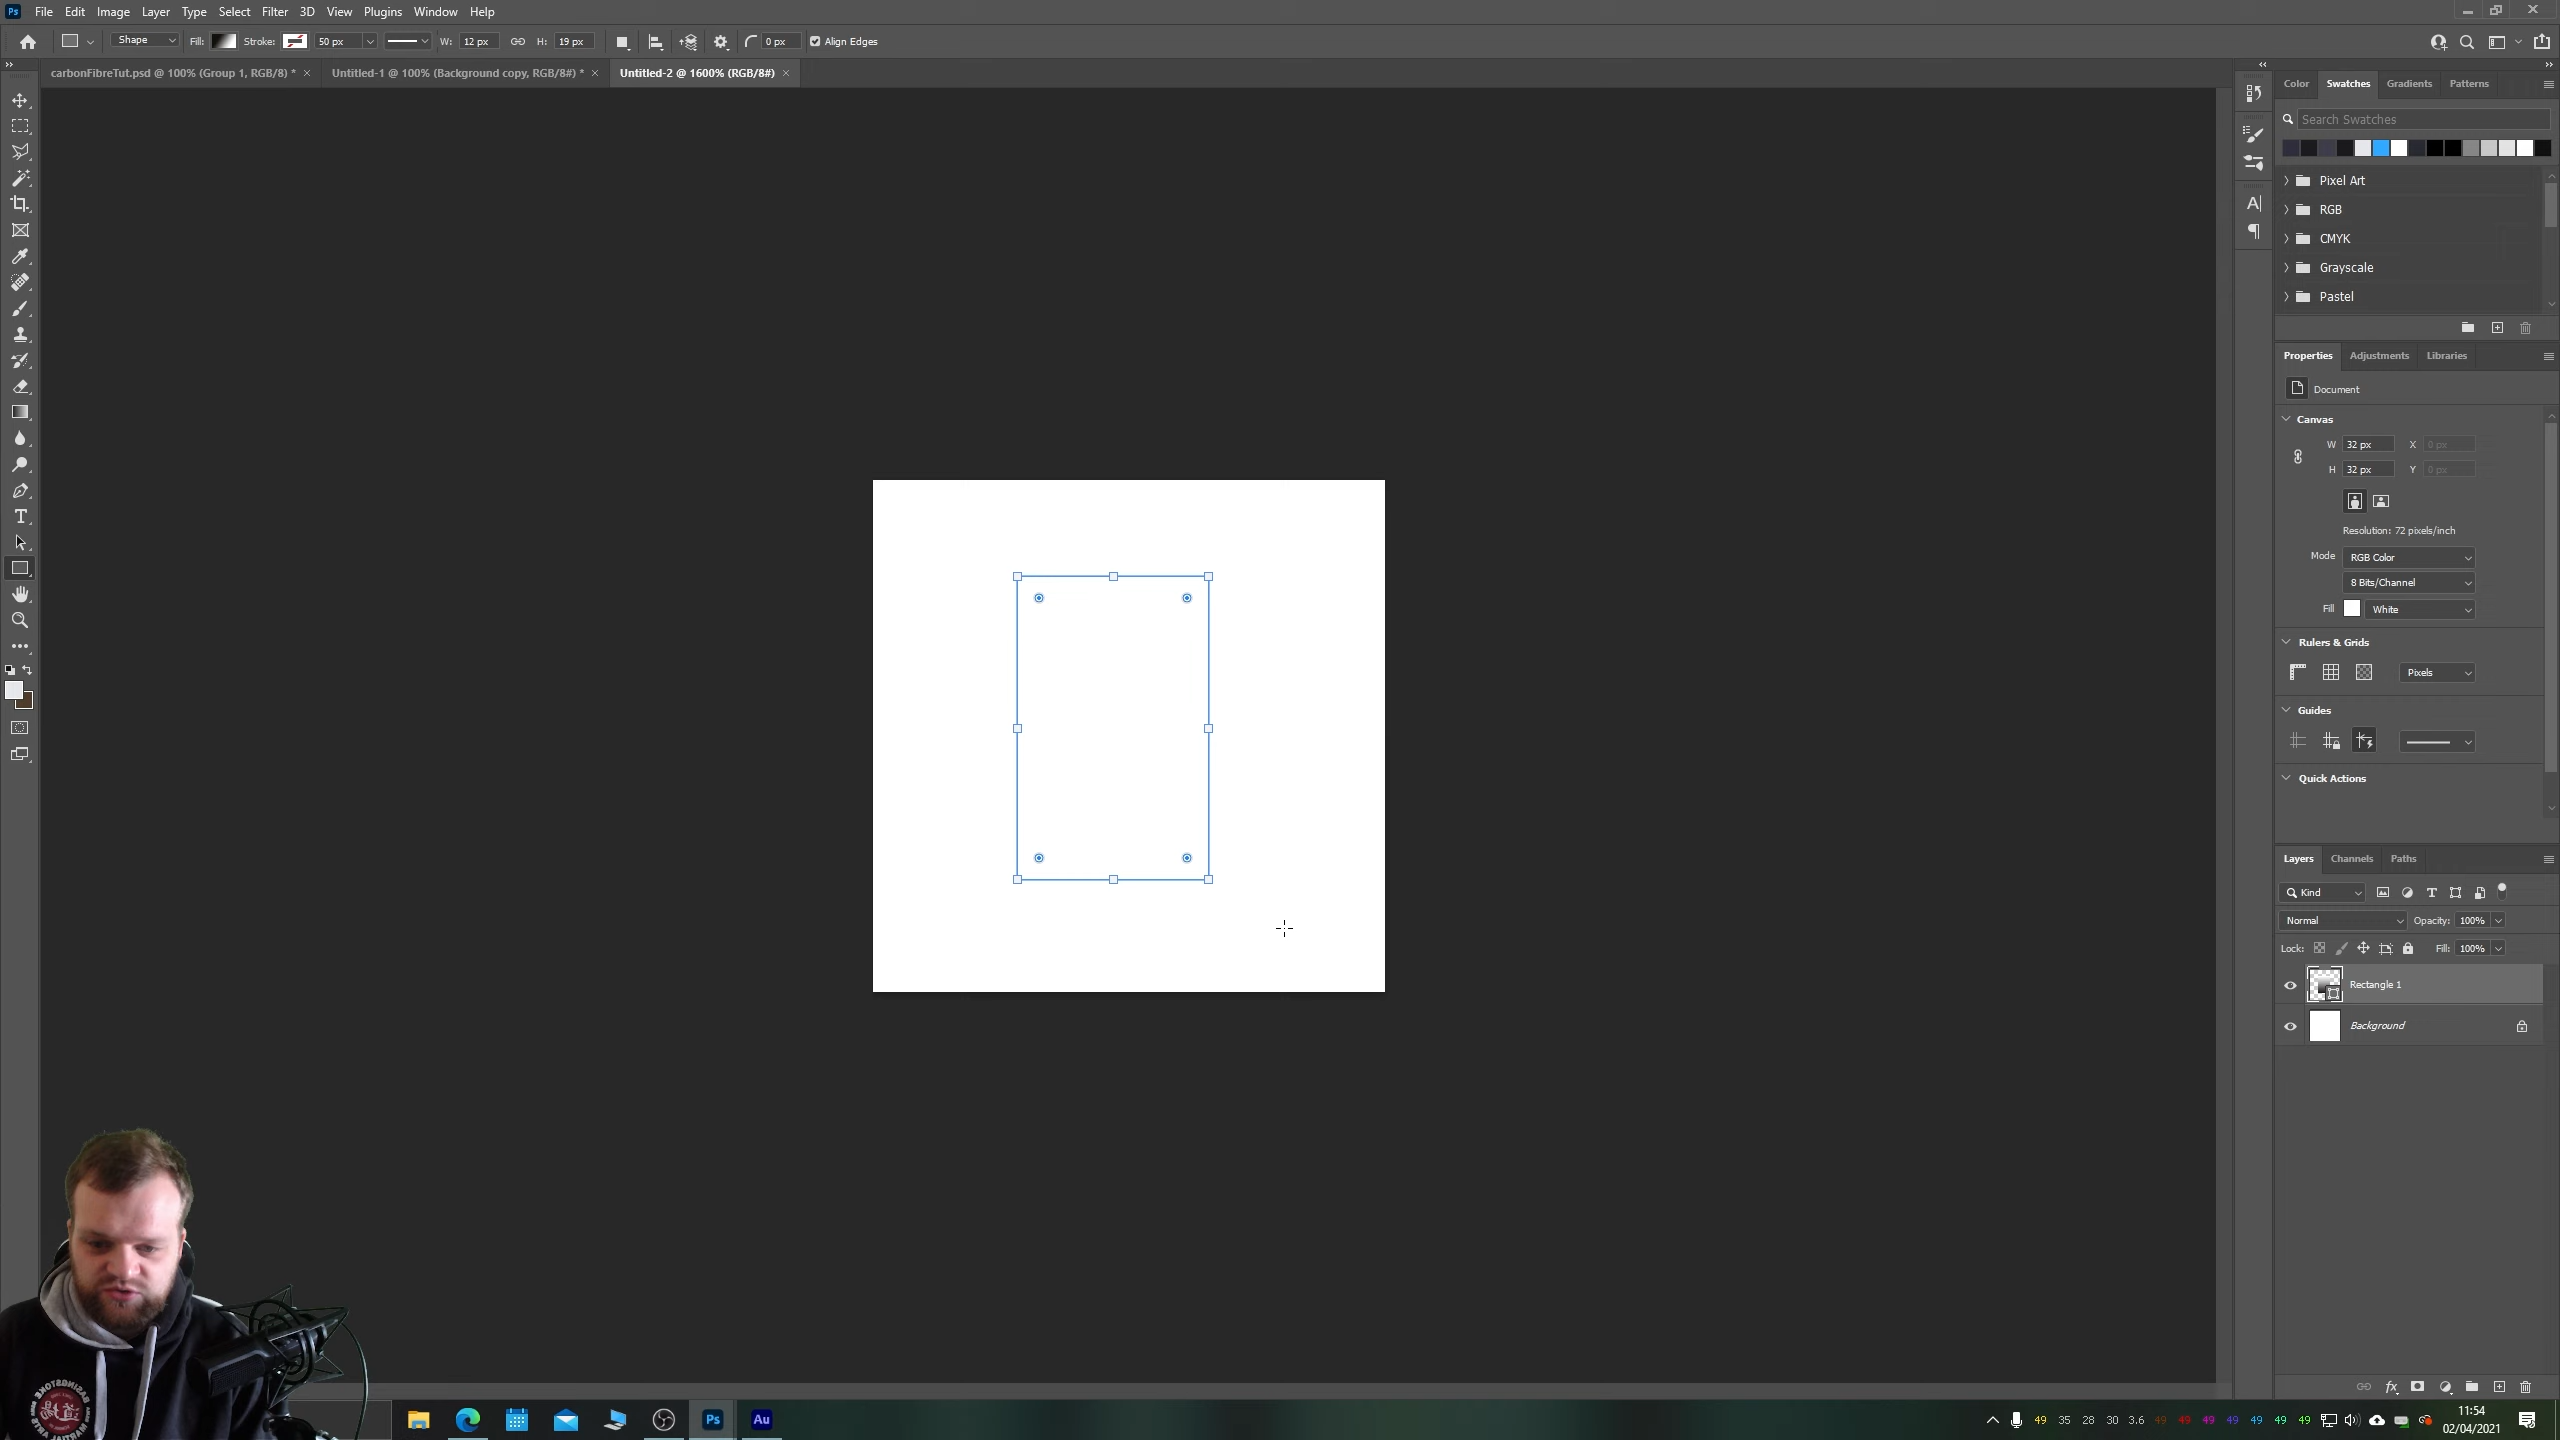 Ps File Edit Image Layer Type Select Filter 3D View Plugins Window Help
Shape Fill: Stroke: 50 px W: 12 px H: 19 px 0 px Align Edges
carbonFibreTut.psd @ 100% (Group 1, RGB/8) * × Untitled-1 @ 100% (Background copy, RGB/8#) * × Untitled-2 @ 1600% (RGB/8#) ×
Color Swatches Gradients Patterns
Search Swatches
Pixel Art
RGB
CMYK
Grayscale
Pastel
Properties Adjustments Libraries
Document
Canvas
W 32 px X 0 px
H 32 px Y 0 px
Resolution: 72 pixels/inch
Mode RGB Color
8 Bits/Channel
Fill White
Rulers & Grids
Pixels
Guides
Quick Actions
Layers Channels Paths
Kind
Normal Opacity: 100%
Lock: Fill: 100%
Rectangle 1
Background
fx
Ps Au
49 35 28 30 3.6 49 49 49 49 49 49 49
11:54
02/04/2021